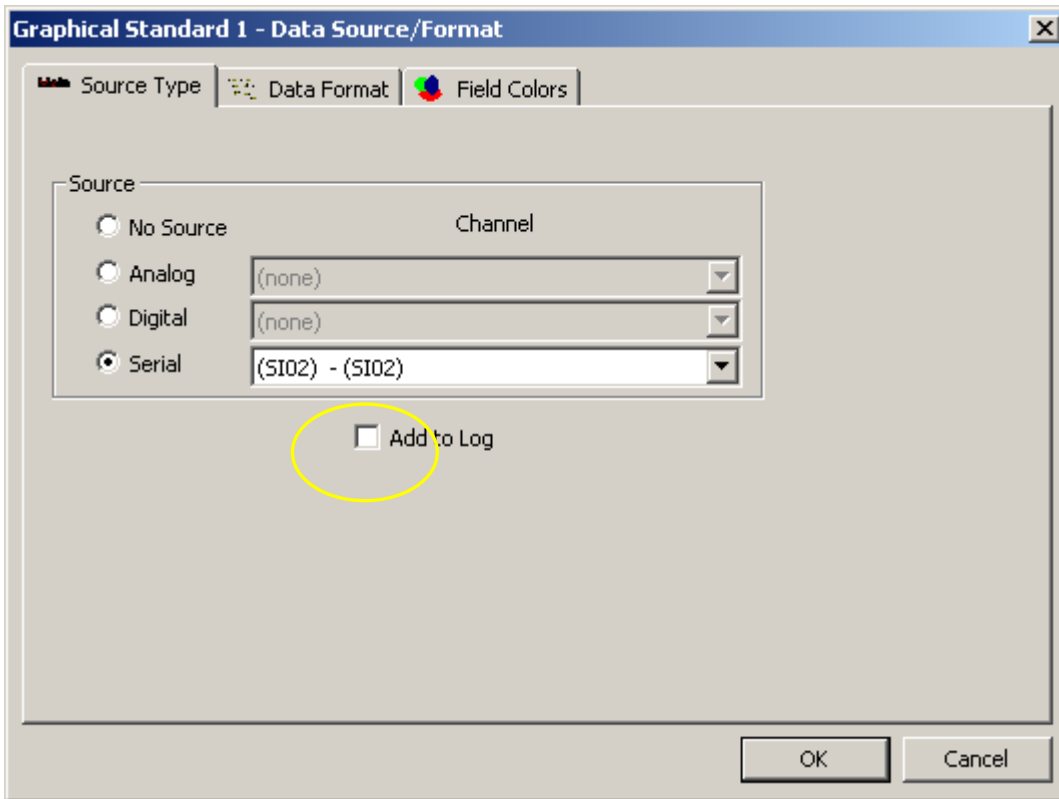 Graphical Standard 1 - Data Source/Format
Source Type Data Format Field Colors
Source
No Source Channel
Analog (none)
Digital (none)
Serial (SI02) - (SI02)
Add to Log
OK Cancel